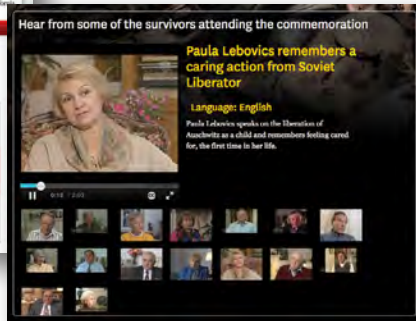 Hear from some of the survivors attending the commemoration
Paula Lebovics remembers a
caring action from Soviet
Liberator
Language: English
Paula Lebovics speaks on the liberation of
Auschwitz as a child and remembers feeling cared
for, the first time in her life.